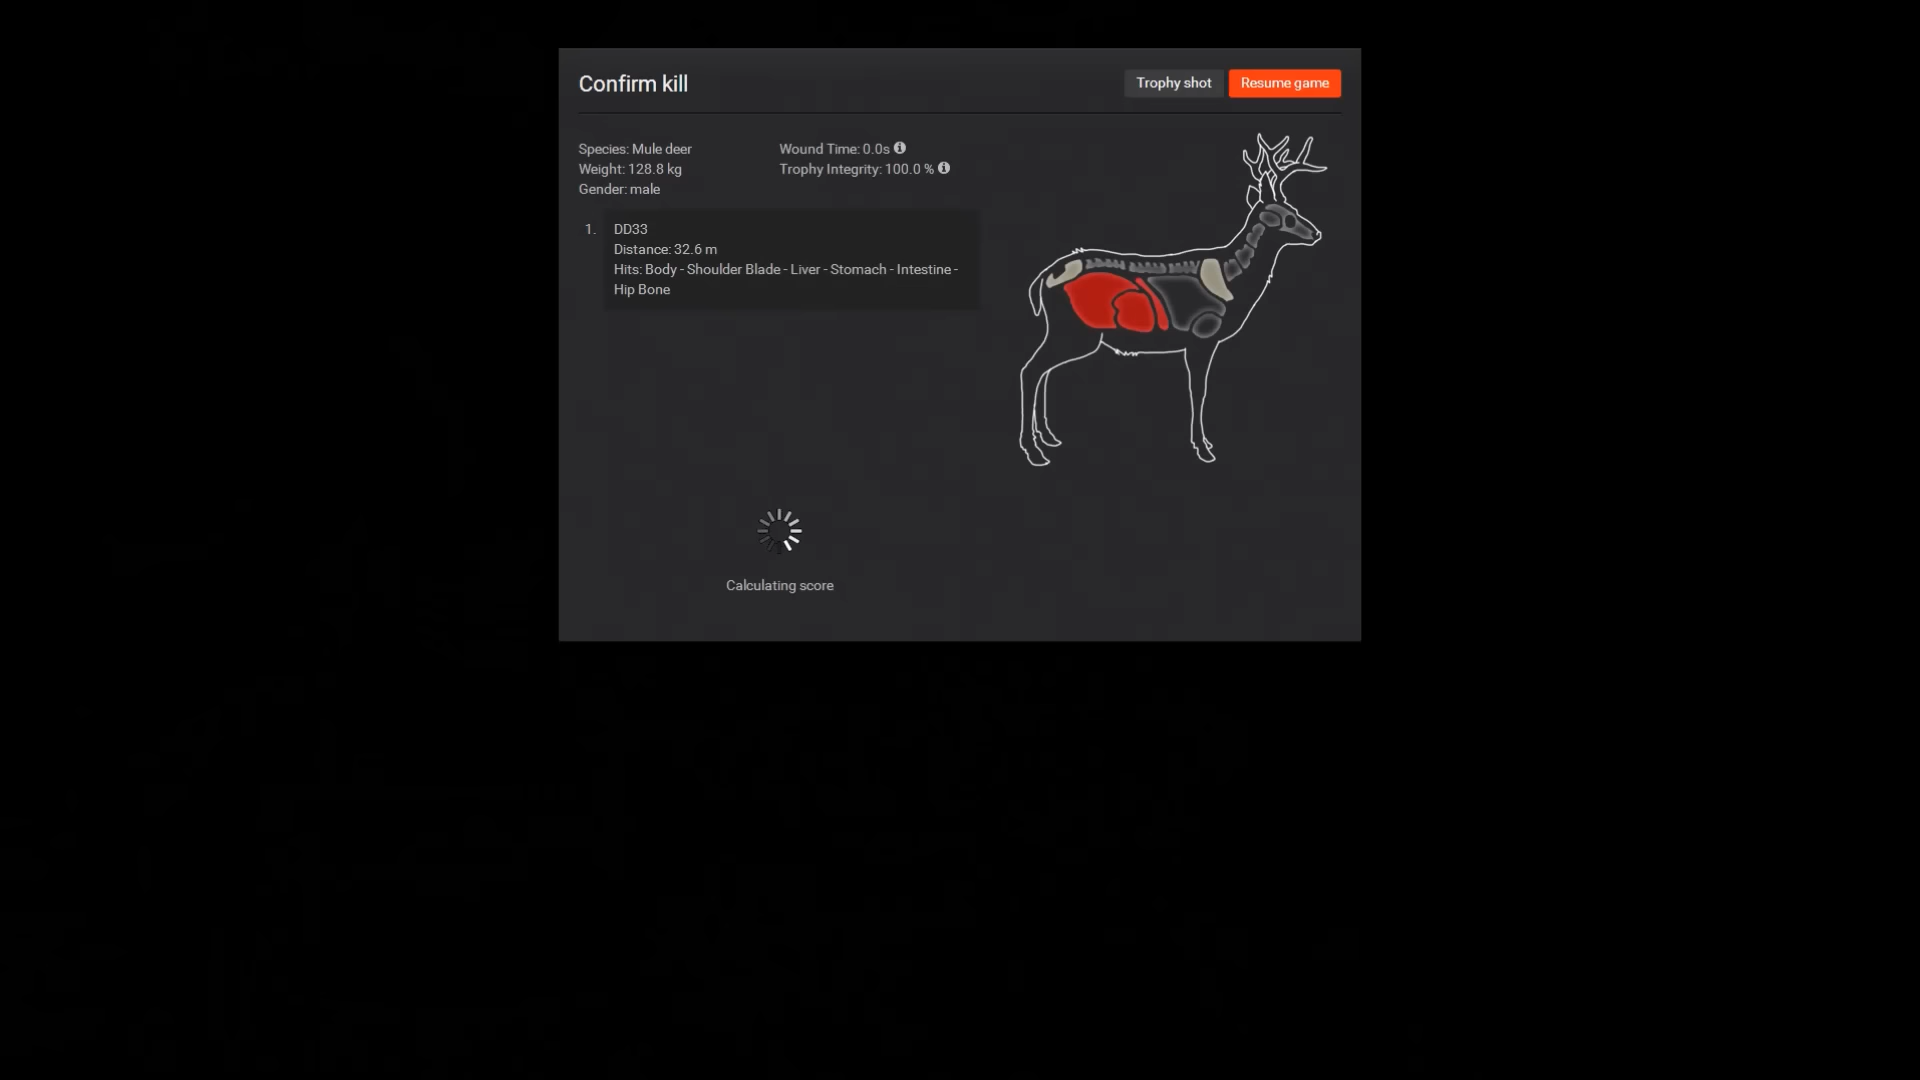 Confirm kill
Trophy shot
Resume game
Species: Mule deer
Weight: 128.8 kg
Gender: male
Wound Time: 0.0s
Trophy Integrity: 100.0 %
1.
DD33
Distance: 32.6 m
Hits: Body - Shoulder Blade - Liver - Stomach - Intestine -
Hip Bone
Calculating score